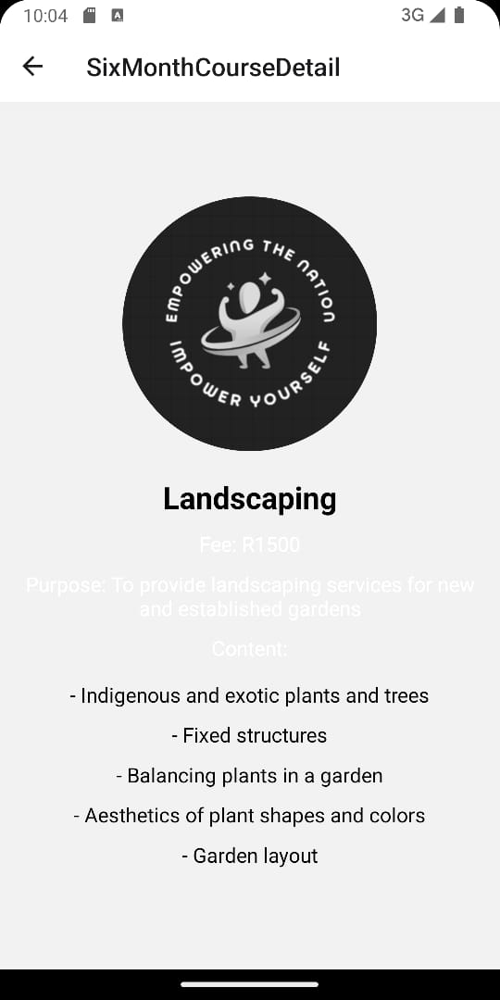 10:04
3G
SixMonthCourseDetail
EMPOWERING THE NATION
IMPOWER YOURSELF
Landscaping
Fee: R1500
Purpose: To provide landscaping services for new
and established gardens
Content:
- Indigenous and exotic plants and trees
- Fixed structures
- Balancing plants in a garden
- Aesthetics of plant shapes and colors
- Garden layout